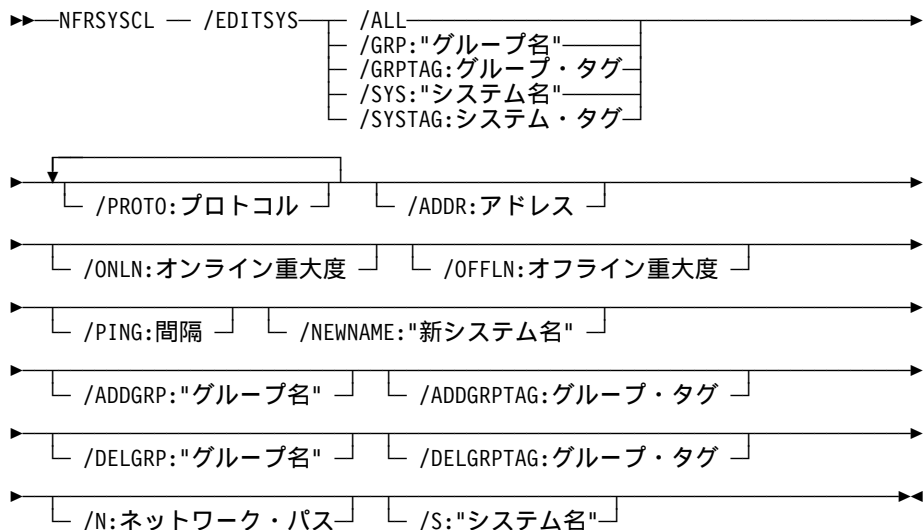 NFRSYSCL /EDITSYS /ALL
/GRP:"グループ名"
/GRPTAG:グループ・タグ
/SYS:"システム名"
/SYSTAG:システム・タグ
/PROTO:プロトコル /ADDR:アドレス
/ONLN:オンライン重大度 /OFFLN:オフライン重大度
/PING:間隔 /NEWNAME:"新システム名"
/ADDGRP:"グループ名" /ADDGRPTAG:グループ・タグ
/DELGRP:"グループ名" /DELGRPTAG:グループ・タグ
/N:ネットワーク・パス /S:"システム名"